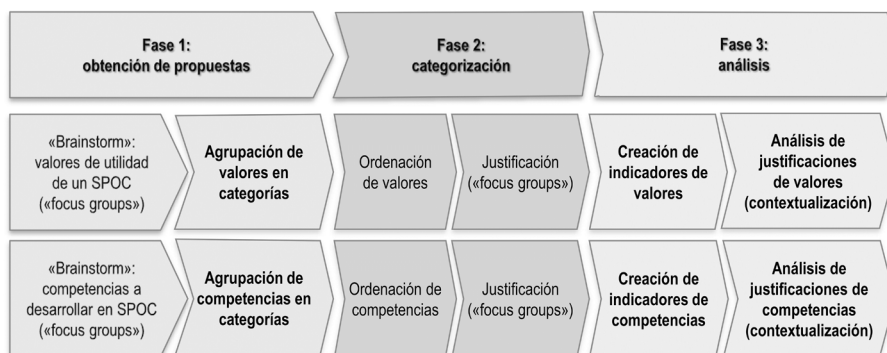 Fase 1:
obtención de propuestas
Fase 2:
categorización
Fase 3:
análisis
«Brainstorm»:
valores de utilidad
de un SPOC
(«focus groups»)
Agrupación de
valores en
categorías
Ordenación
de valores
Justificación
(«focus groups»)
Creación de
indicadores de
valores
Análisis de
justificaciones
de valores
(contextualización)
«Brainstorm»:
competencias a
desarrollar en SPOC
(«focus groups»)
Agrupación de
competencias en
categorías
Ordenación de
competencias
Justificación
(«focus groups»)
Creación de
indicadores de
competencias
Análisis de
justificaciones de
competencias
(contextualización)